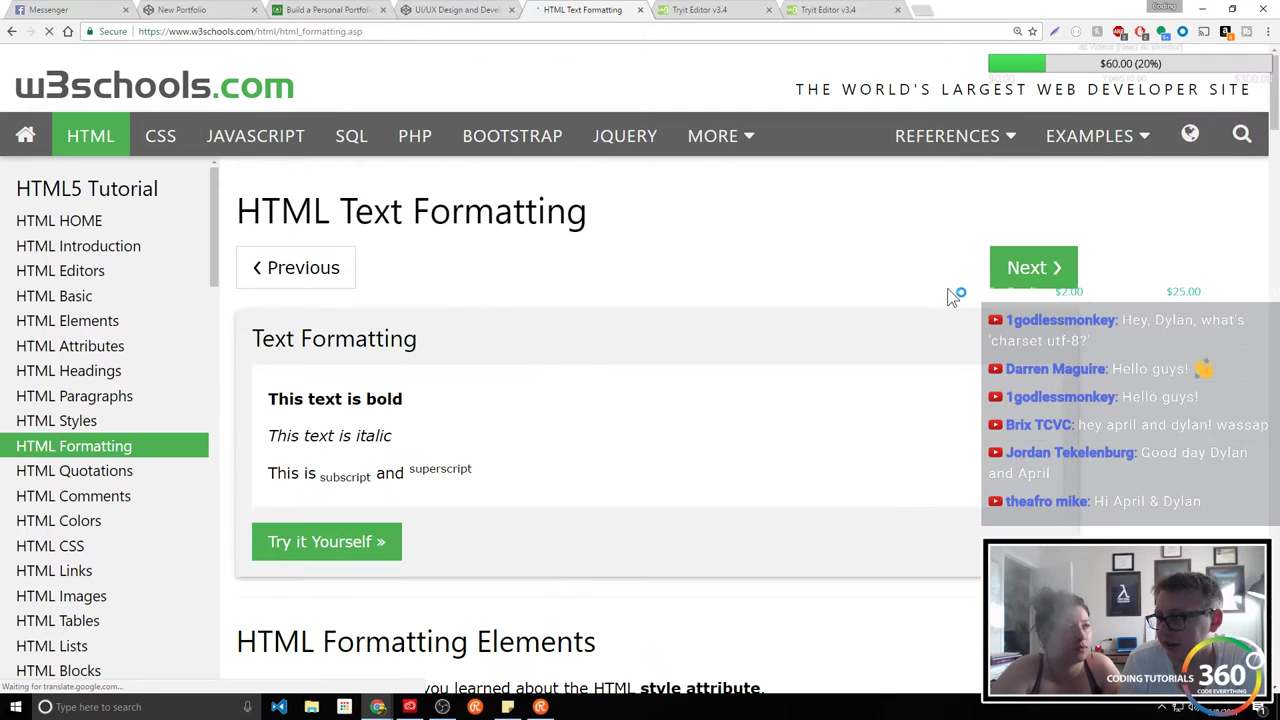 Messenger
New Portfolio
Build a Personal Portfolio
UI/UX Design and Devel
HTML Text Formatting
Tryit Editor v3.4
Tryit Editor v3.4
Coding
Secure
https://www.w3schools.com/html/html_formatting.asp
$60.00 (20%)
w3schools.com
THE WORLD'S LARGEST WEB DEVELOPER SITE
HTML
CSS
JAVASCRIPT
SQL
PHP
BOOTSTRAP
JQUERY
MORE
REFERENCES
EXAMPLES
HTML5 Tutorial
HTML HOME
HTML Introduction
HTML Editors
HTML Basic
HTML Elements
HTML Attributes
HTML Headings
HTML Paragraphs
HTML Styles
HTML Formatting
HTML Quotations
HTML Comments
HTML Colors
HTML CSS
HTML Links
HTML Images
HTML Tables
HTML Lists
HTML Blocks
HTML Text Formatting
❮ Previous
Next ❯
Text Formatting
This text is bold
This text is italic
This is subscript and superscript
Try it Yourself »
HTML Formatting Elements
you learned about the HTML style attribute.
$2.00
$25.00
1godlessmonkey: Hey, Dylan, what's
'charset utf-8?'
Darren Maguire: Hello guys! 👋
1godlessmonkey: Hello guys!
Brix TCVC: hey april and dylan! wassap
Jordan Tekelenburg: Good day Dylan
and April
theafro mike: Hi April & Dylan
CODING TUTORIALS
360
CODE EVERYTHING
Waiting for translate.google.com...
Type here to search